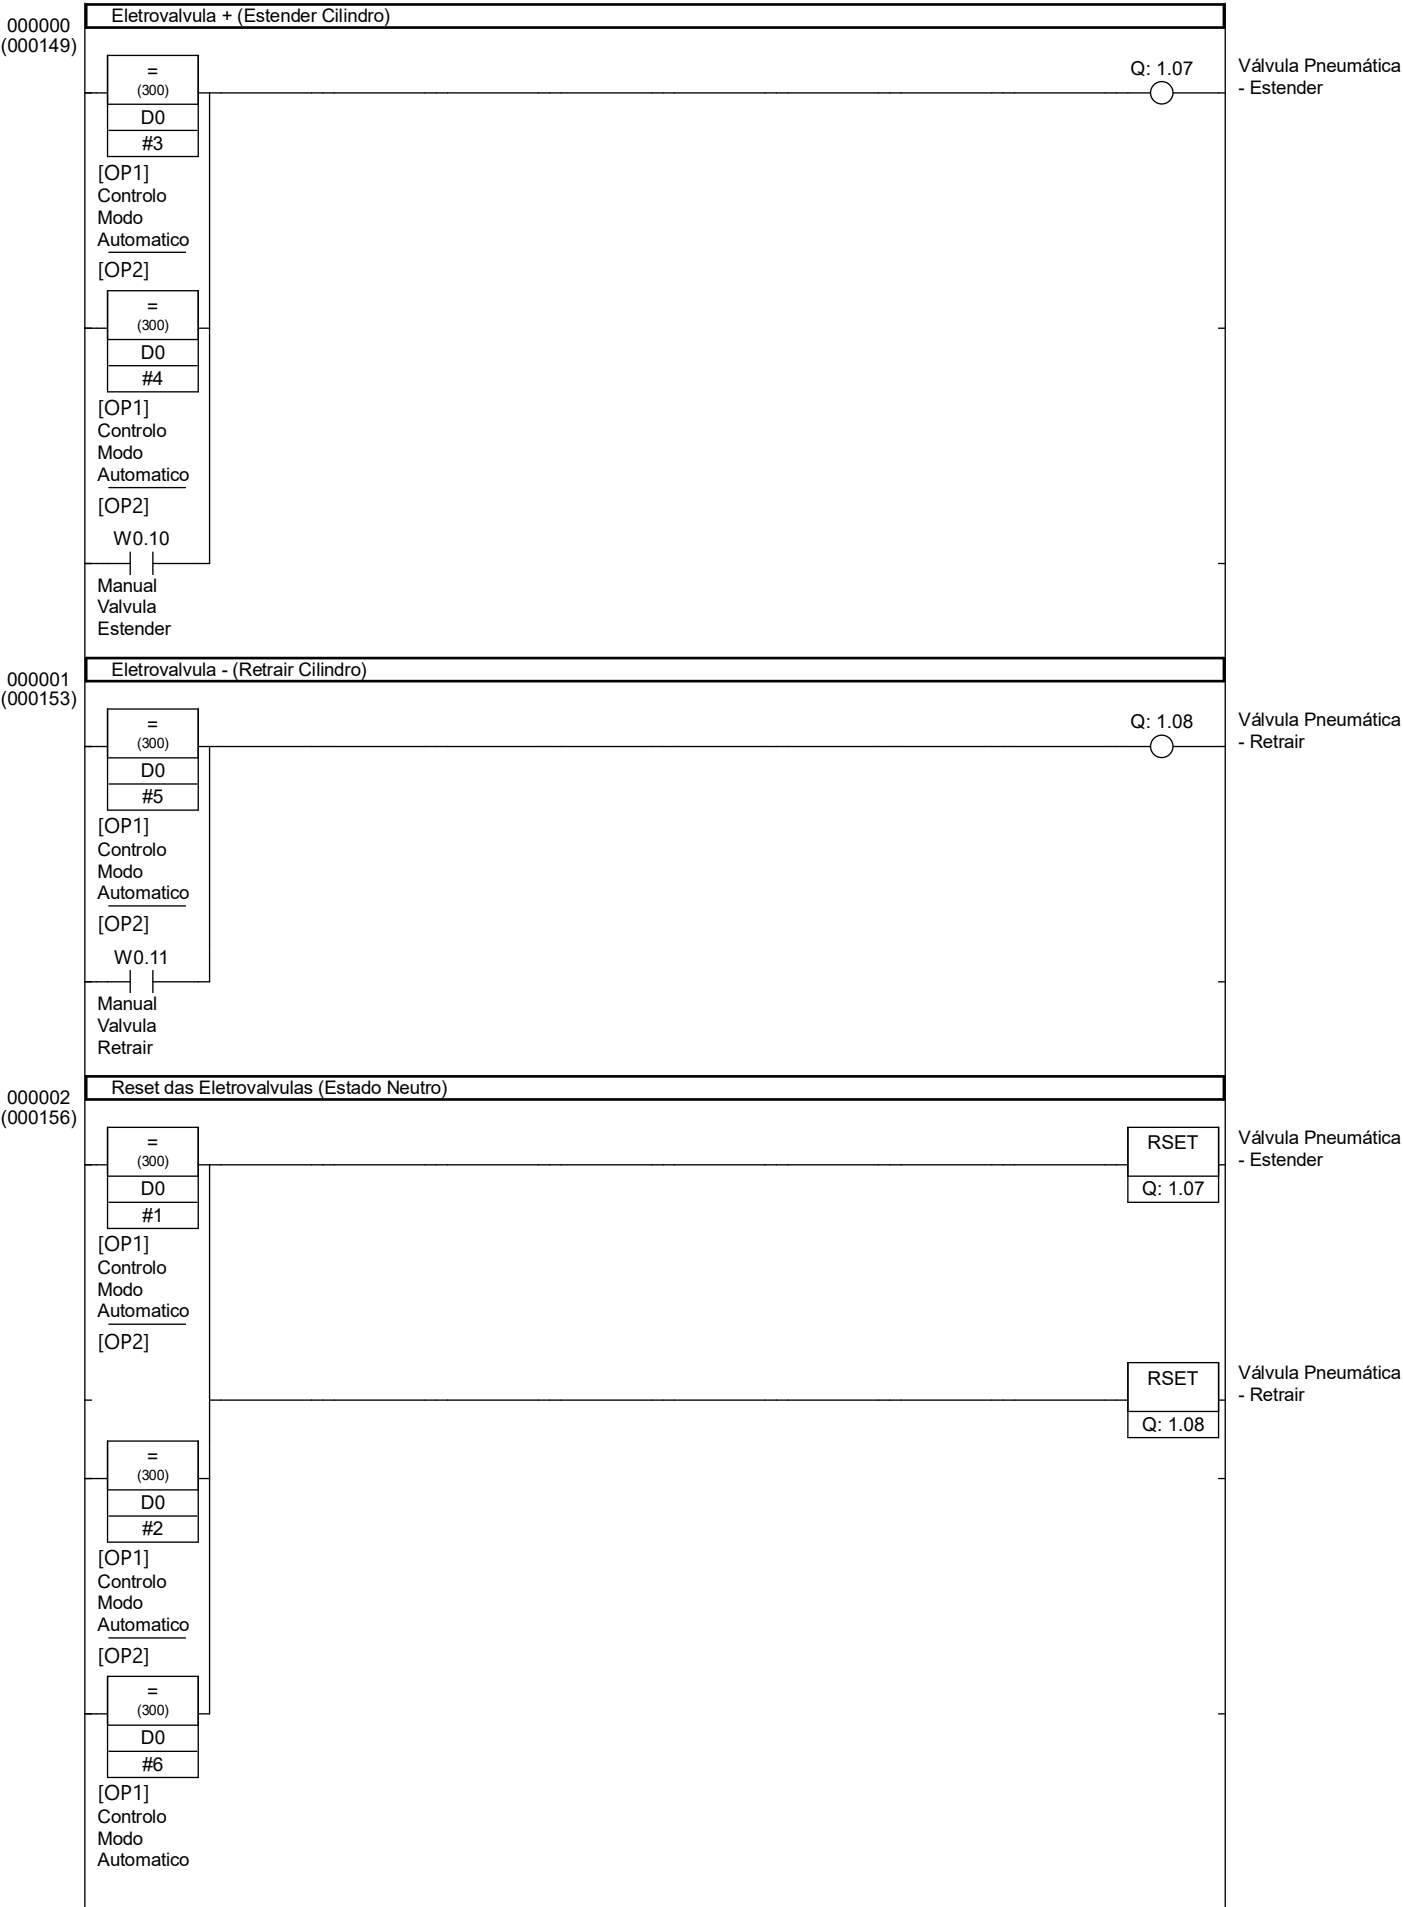 Eletrovalvula + (Estender Cilindro)
000000
(000149)
=
(300)
D0
#3
[OP1]
Controlo
Modo
Automatico
[OP2]
Q: 1.07
Válvula Pneumática
- Estender
=
(300)
D0
#4
[OP1]
Controlo
Modo
Automatico
[OP2]
W0.10
Manual
Valvula
Estender
Eletrovalvula - (Retrair Cilindro)
000001
(000153)
=
(300)
D0
#5
[OP1]
Controlo
Modo
Automatico
[OP2]
Q: 1.08
Válvula Pneumática
- Retrair
W0.11
Manual
Valvula
Retrair
Reset das Eletrovalvulas (Estado Neutro)
000002
(000156)
=
(300)
D0
#1
[OP1]
Controlo
Modo
Automatico
[OP2]
RSET
Q: 1.07
Válvula Pneumática
- Estender
RSET
Q: 1.08
Válvula Pneumática
- Retrair
=
(300)
D0
#2
[OP1]
Controlo
Modo
Automatico
[OP2]
=
(300)
D0
#6
[OP1]
Controlo
Modo
Automatico